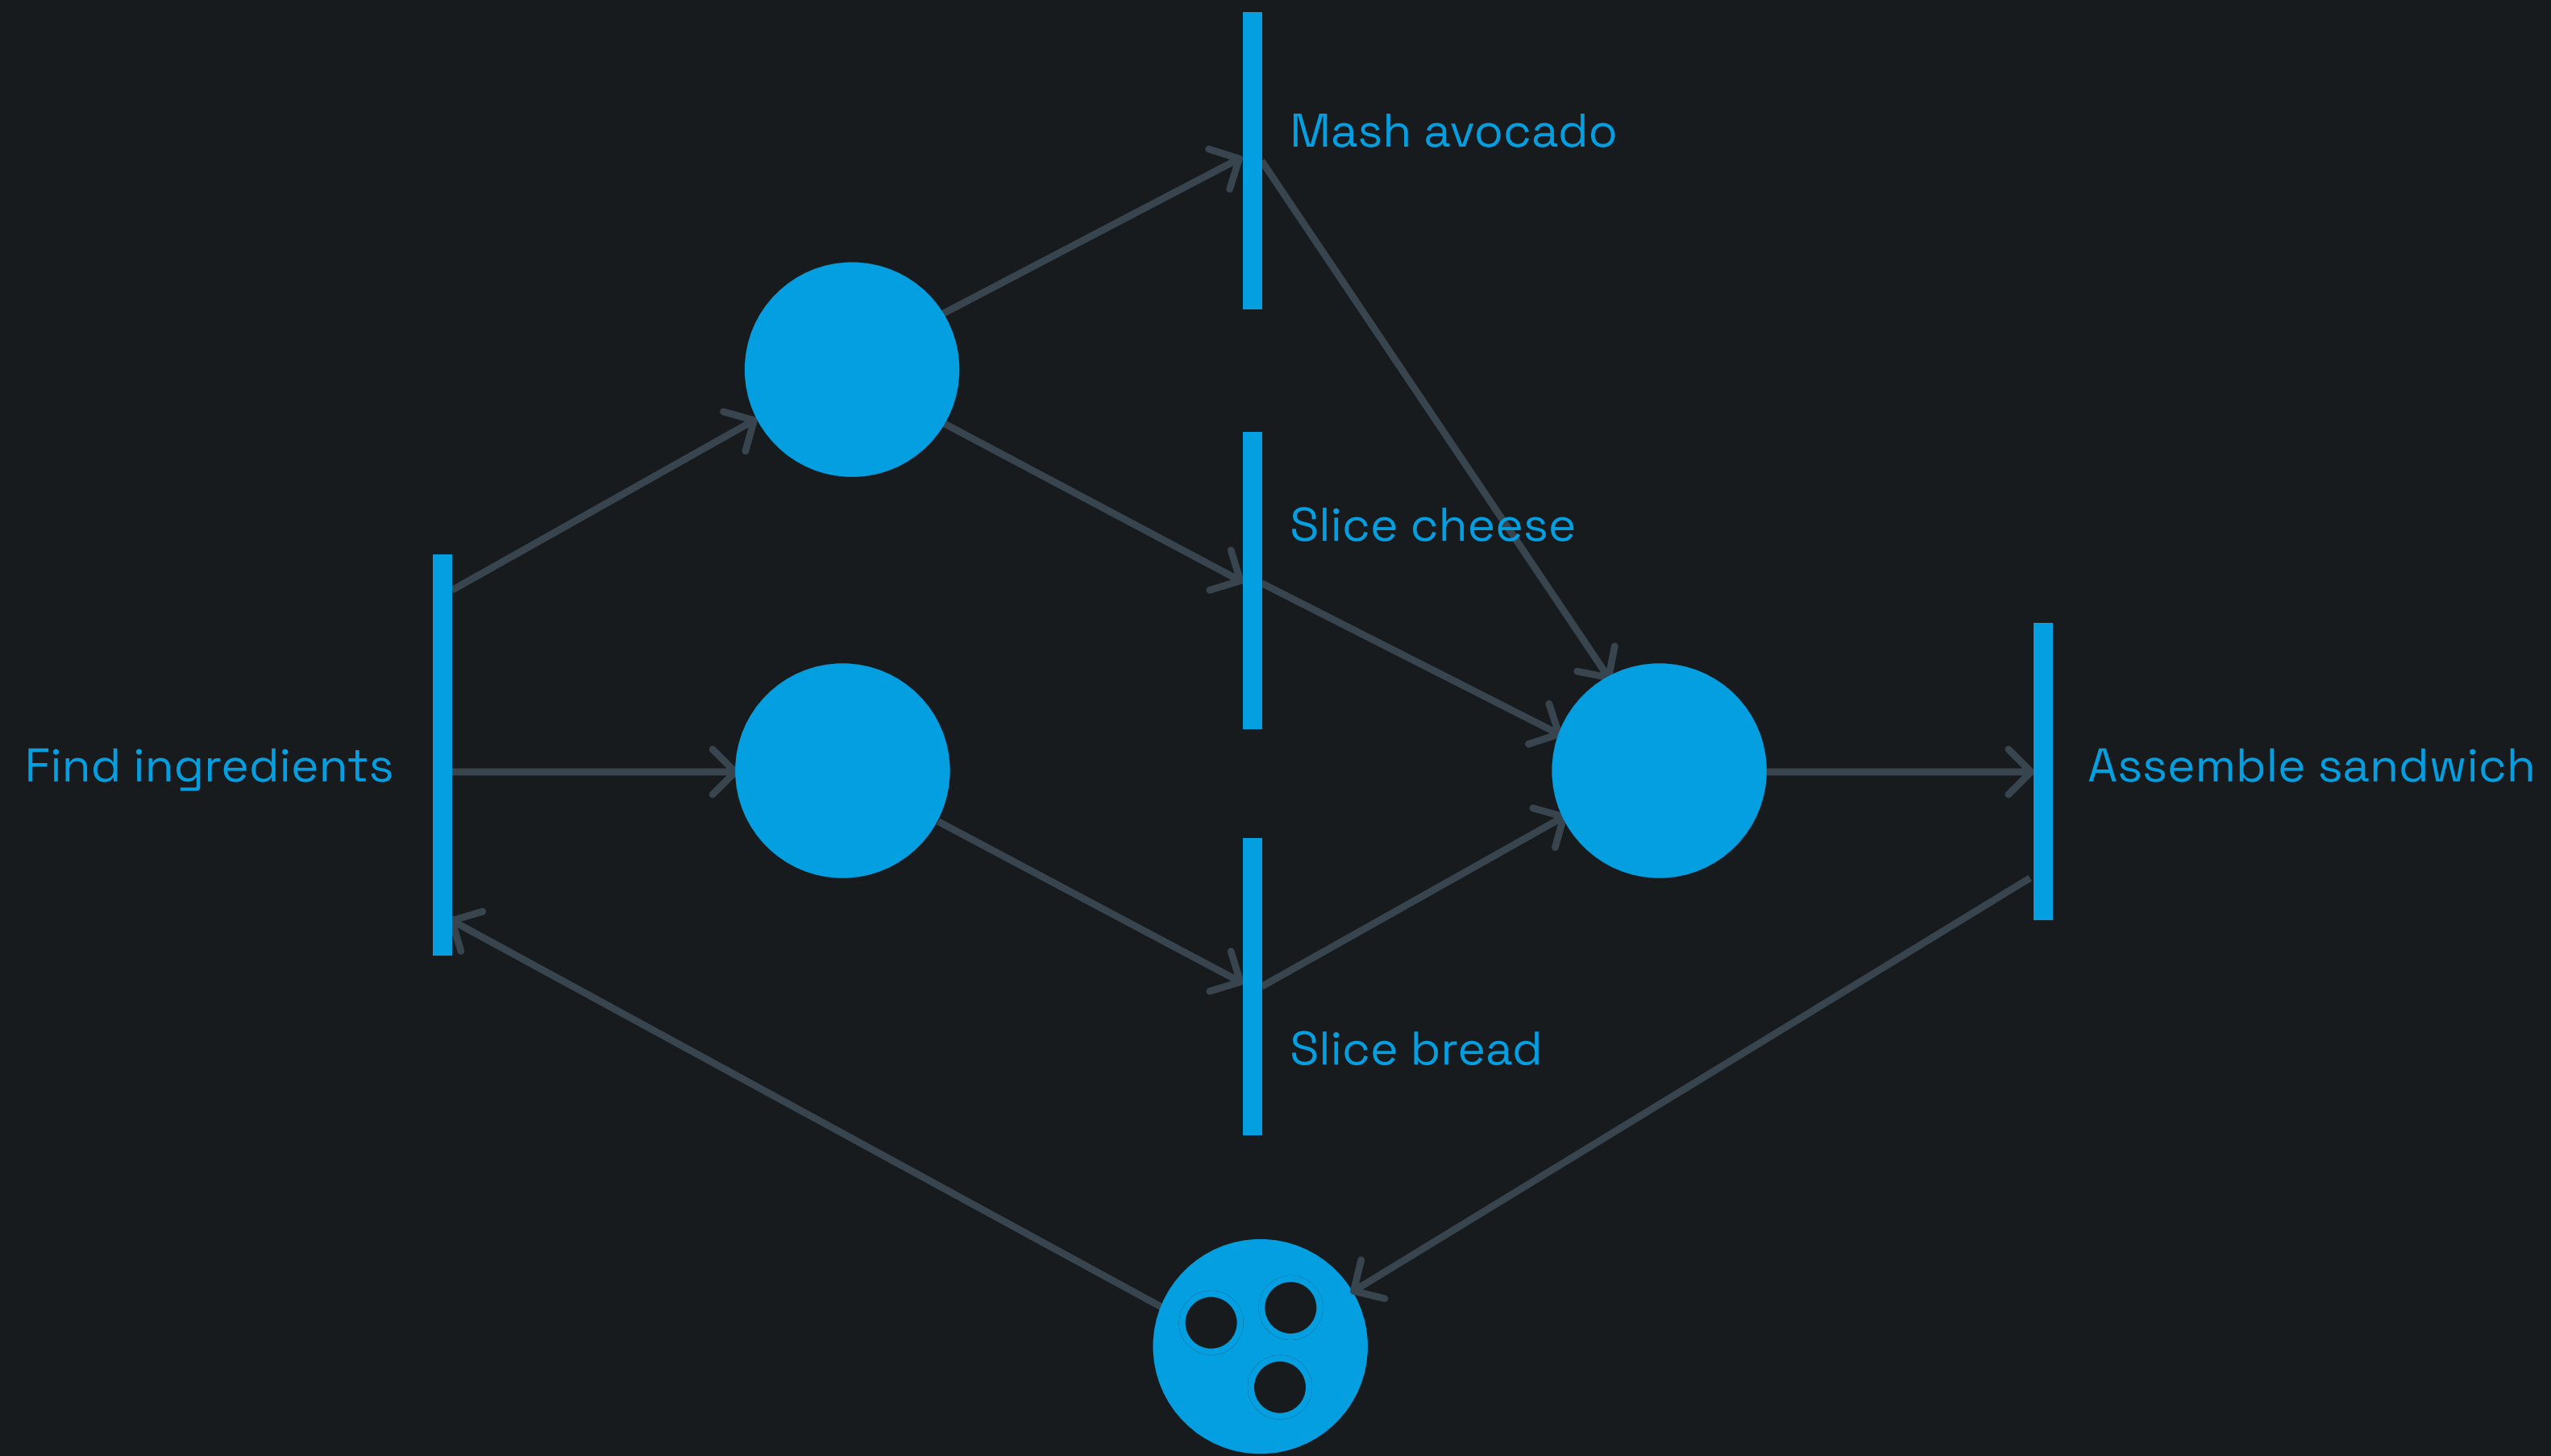 Mash avocado
Slice cheese
Find ingredients
Assemble sandwich
Slice bread